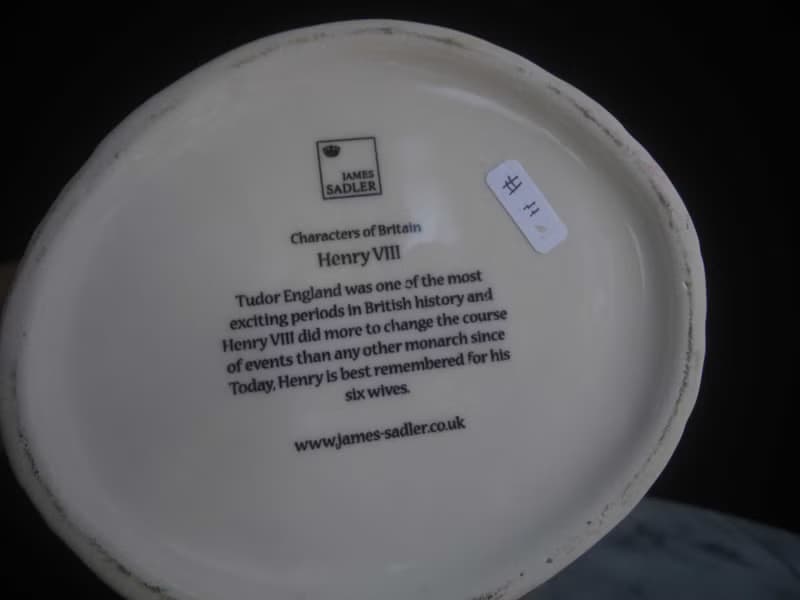 JAMES
SADLER
Characters of Britain
Henry VIII
Tudor England was one of the most
exciting periods in British history and
Henry VIII did more to change the course
of events than any other monarch since
Today, Henry is best remembered for his
six wives.
www.james-sadler.co.uk